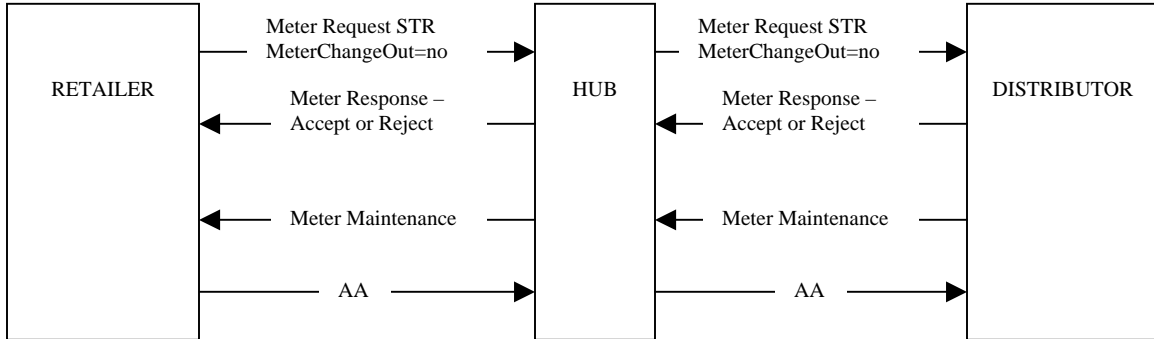 Meter Request STR
MeterChangeOut=no
Meter Request STR
MeterChangeOut=no
RETAILER
HUB
DISTRIBUTOR
Meter Response –
Accept or Reject
Meter Response –
Accept or Reject
Meter Maintenance
Meter Maintenance
AA
AA